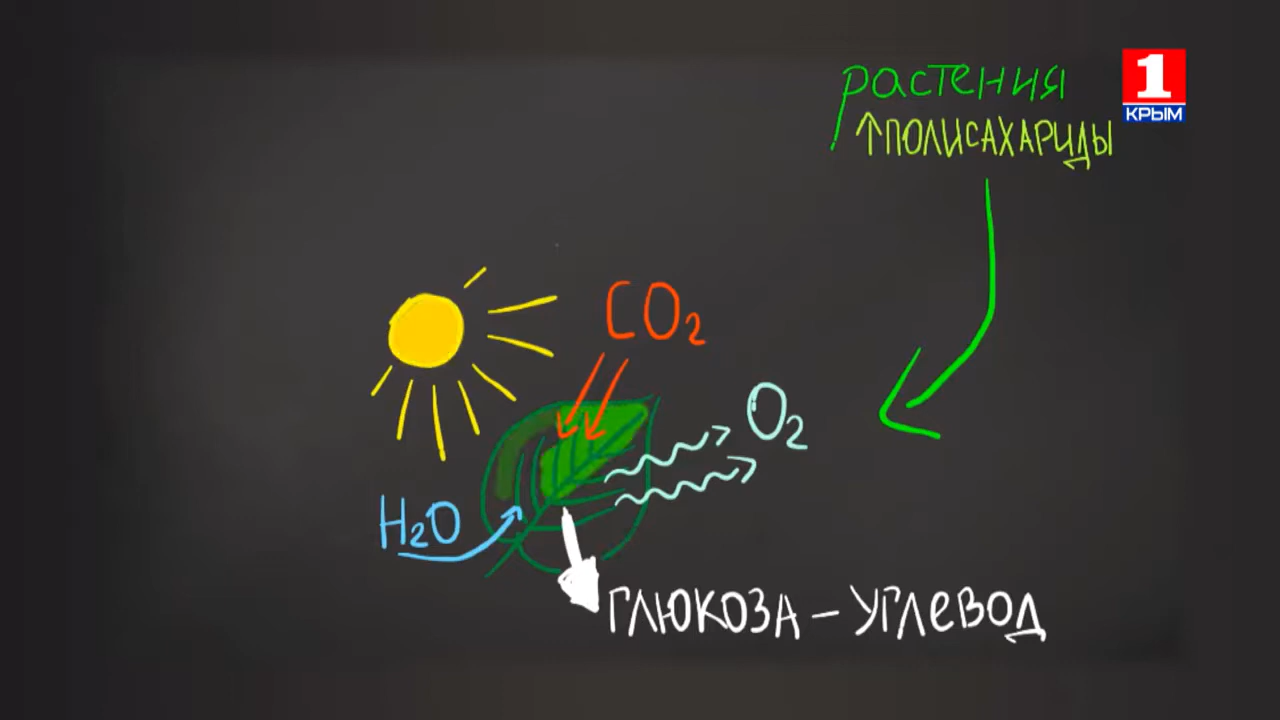 растения
↑ПОЛИСАХАРИДЫ
1
КРЫМ
CO₂
O₂
H₂O
ГЛЮКОЗА – УГЛЕВОД